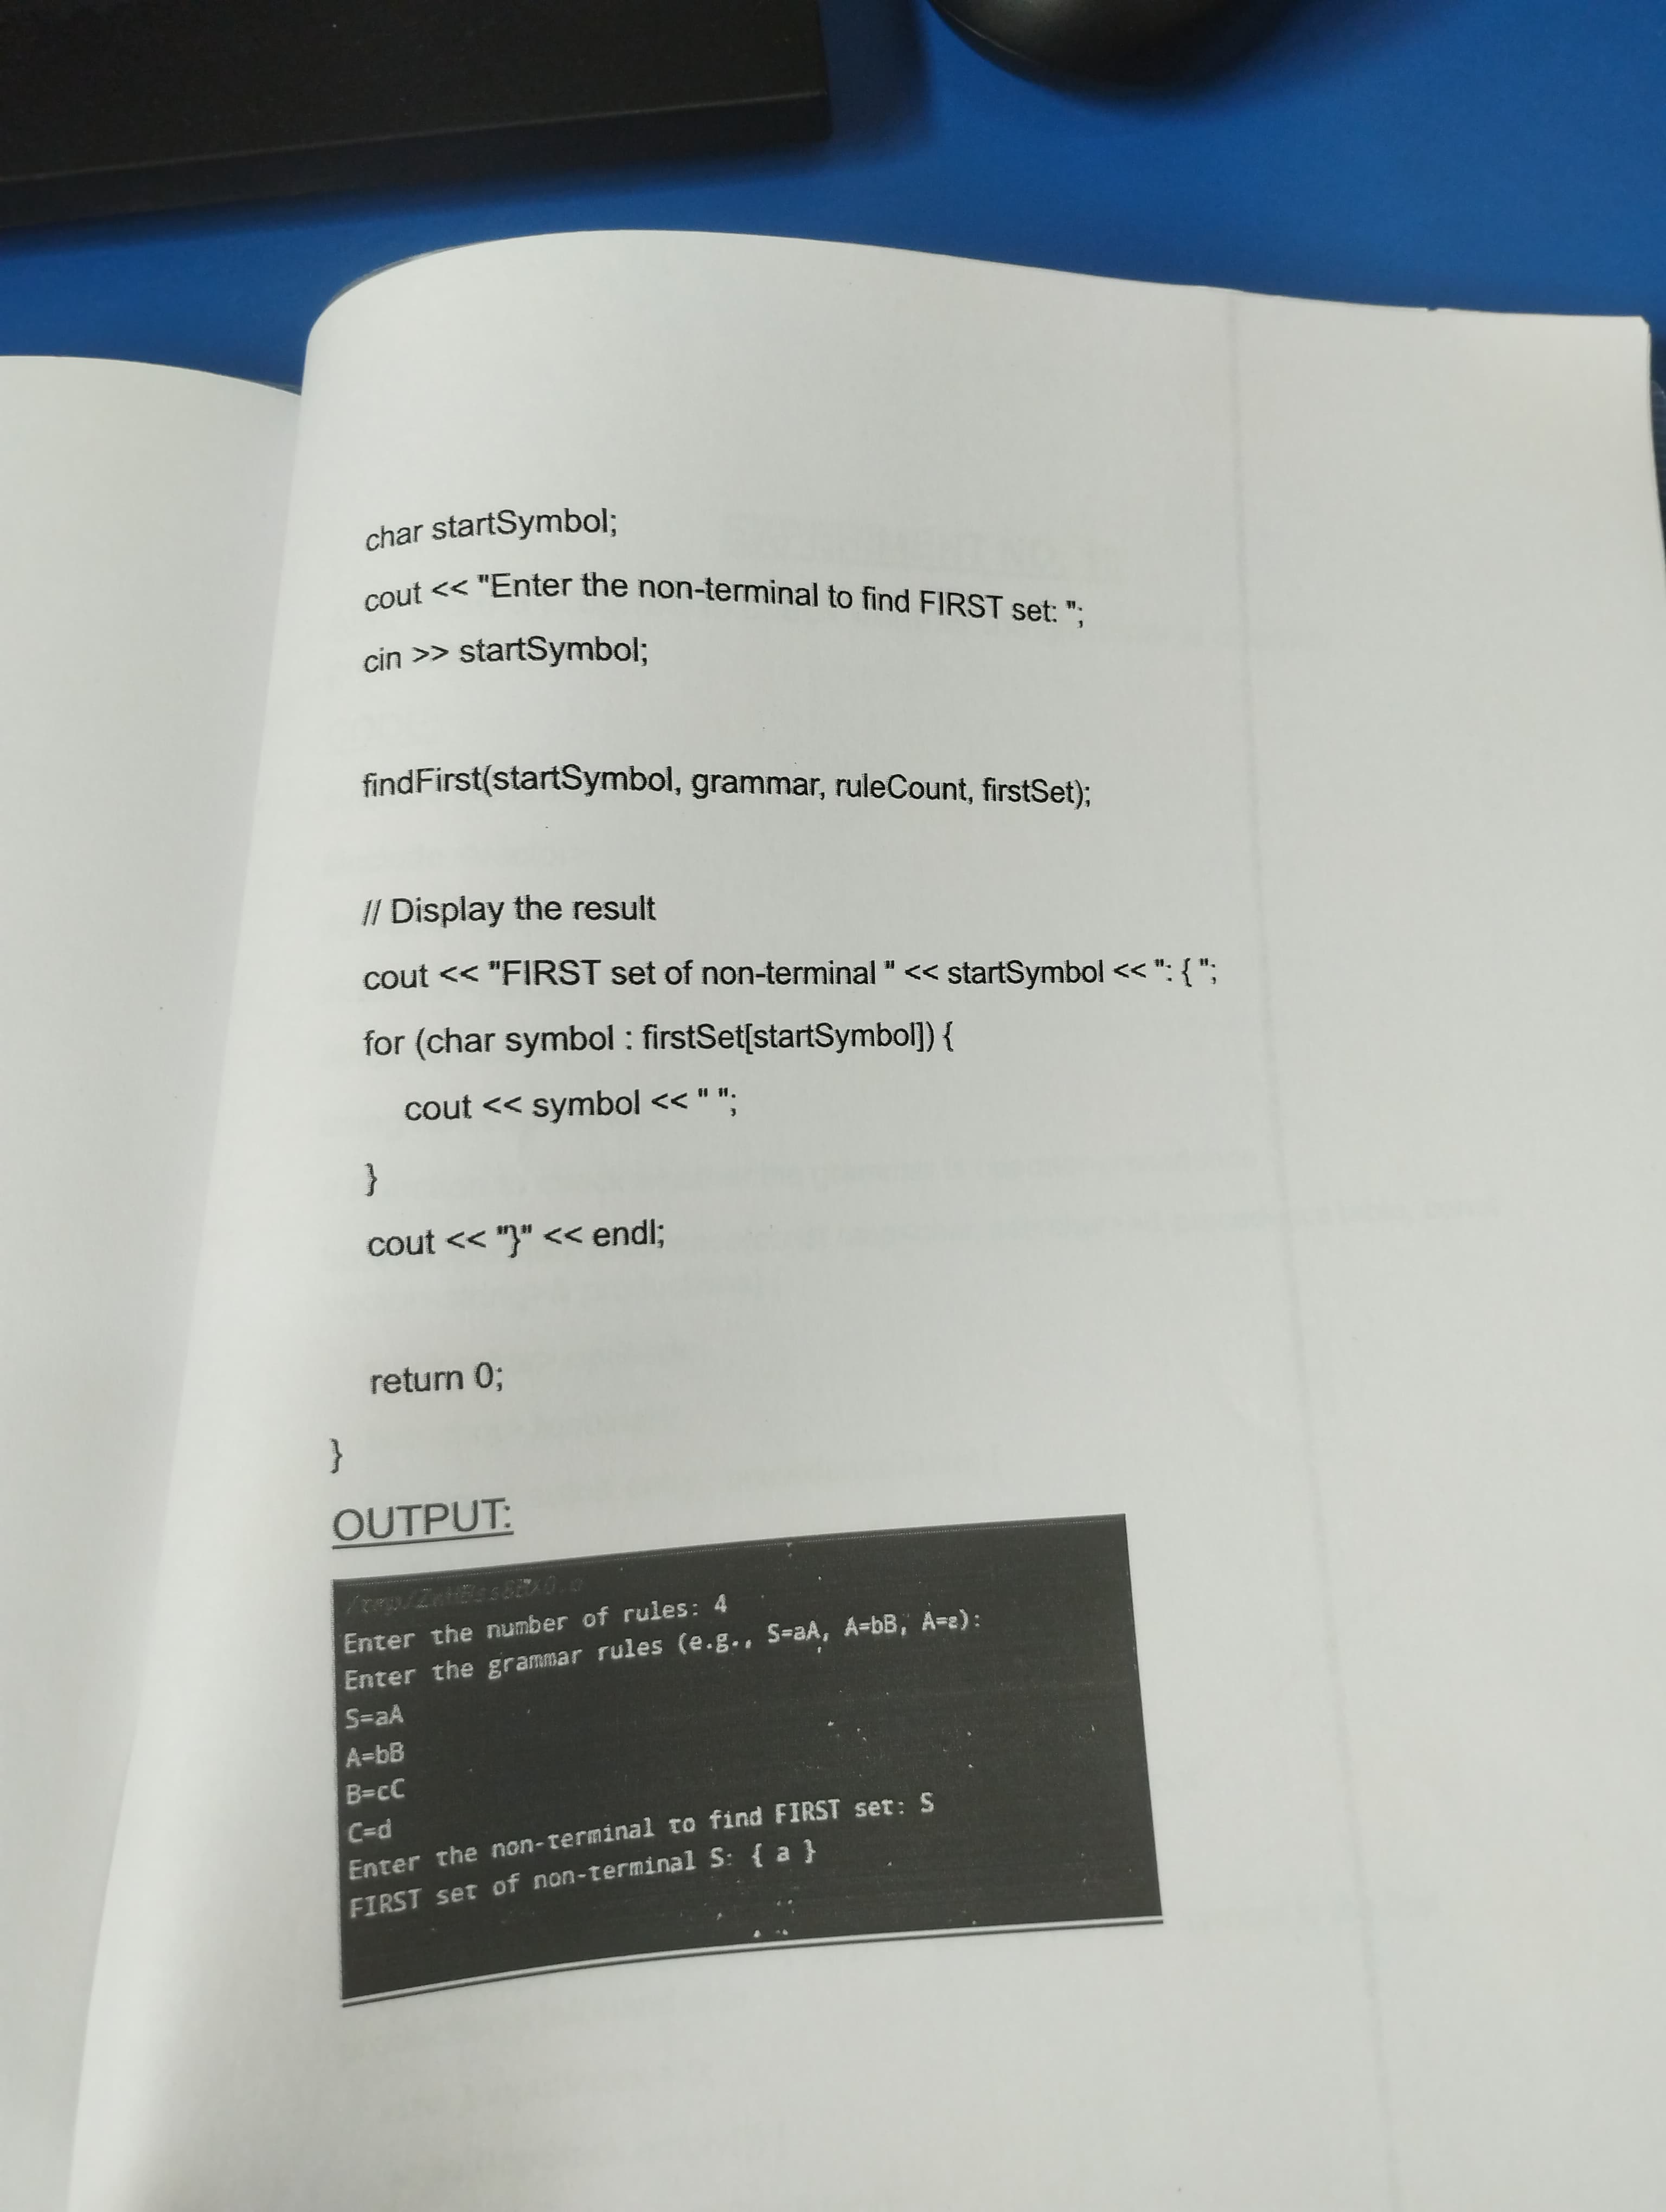 char startSymbol;
cout << "Enter the non-terminal to find FIRST set: ";
cin >> startSymbol;
findFirst(startSymbol, grammar, ruleCount, firstSet);
// Display the result
cout << "FIRST set of non-terminal " << startSymbol << ": { ";
for (char symbol : firstSet[startSymbol]) {
cout << symbol << " ";
}
cout << "}" << endl;
return 0;
}
OUTPUT:
Enter the number of rules: 4
Enter the grammar rules (e.g., S=aA, A=bB, A=ε):
S=aA
A=bB
B=cC
C=d
Enter the non-terminal to find FIRST set: S
FIRST set of non-terminal S: { a }